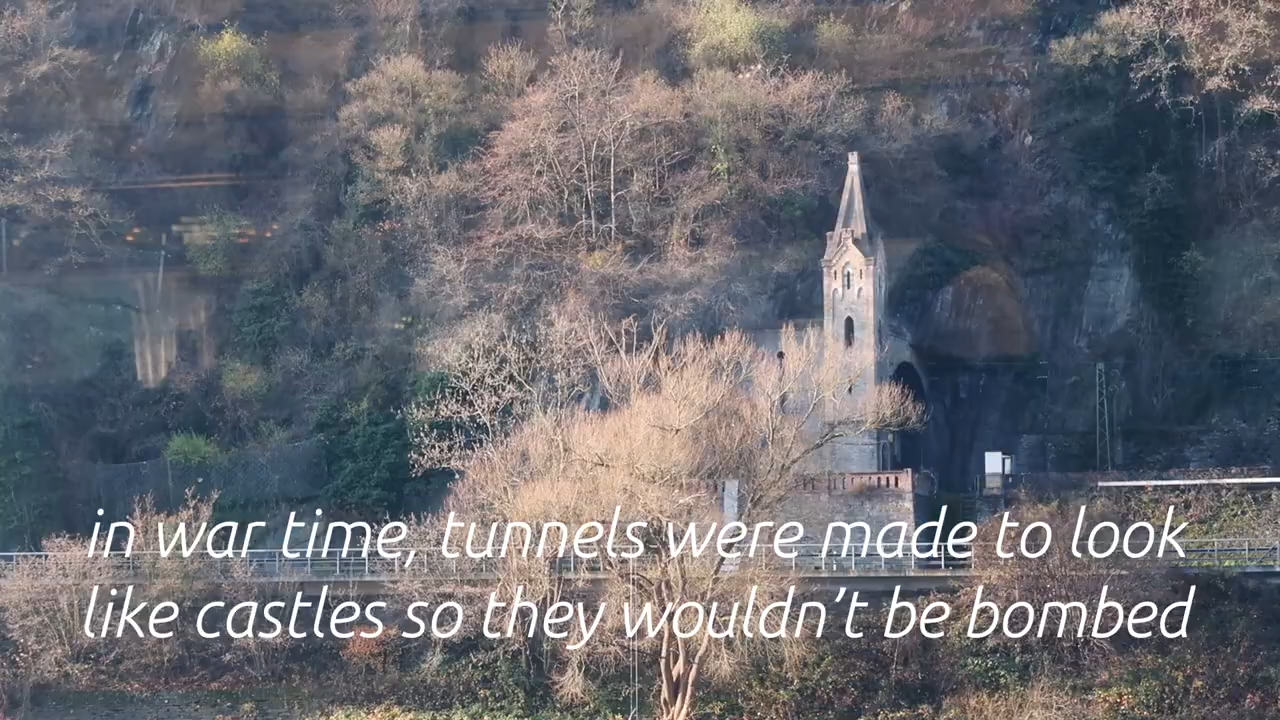 in war time, tunnels were made to look
like castles so they wouldn’t be bombed